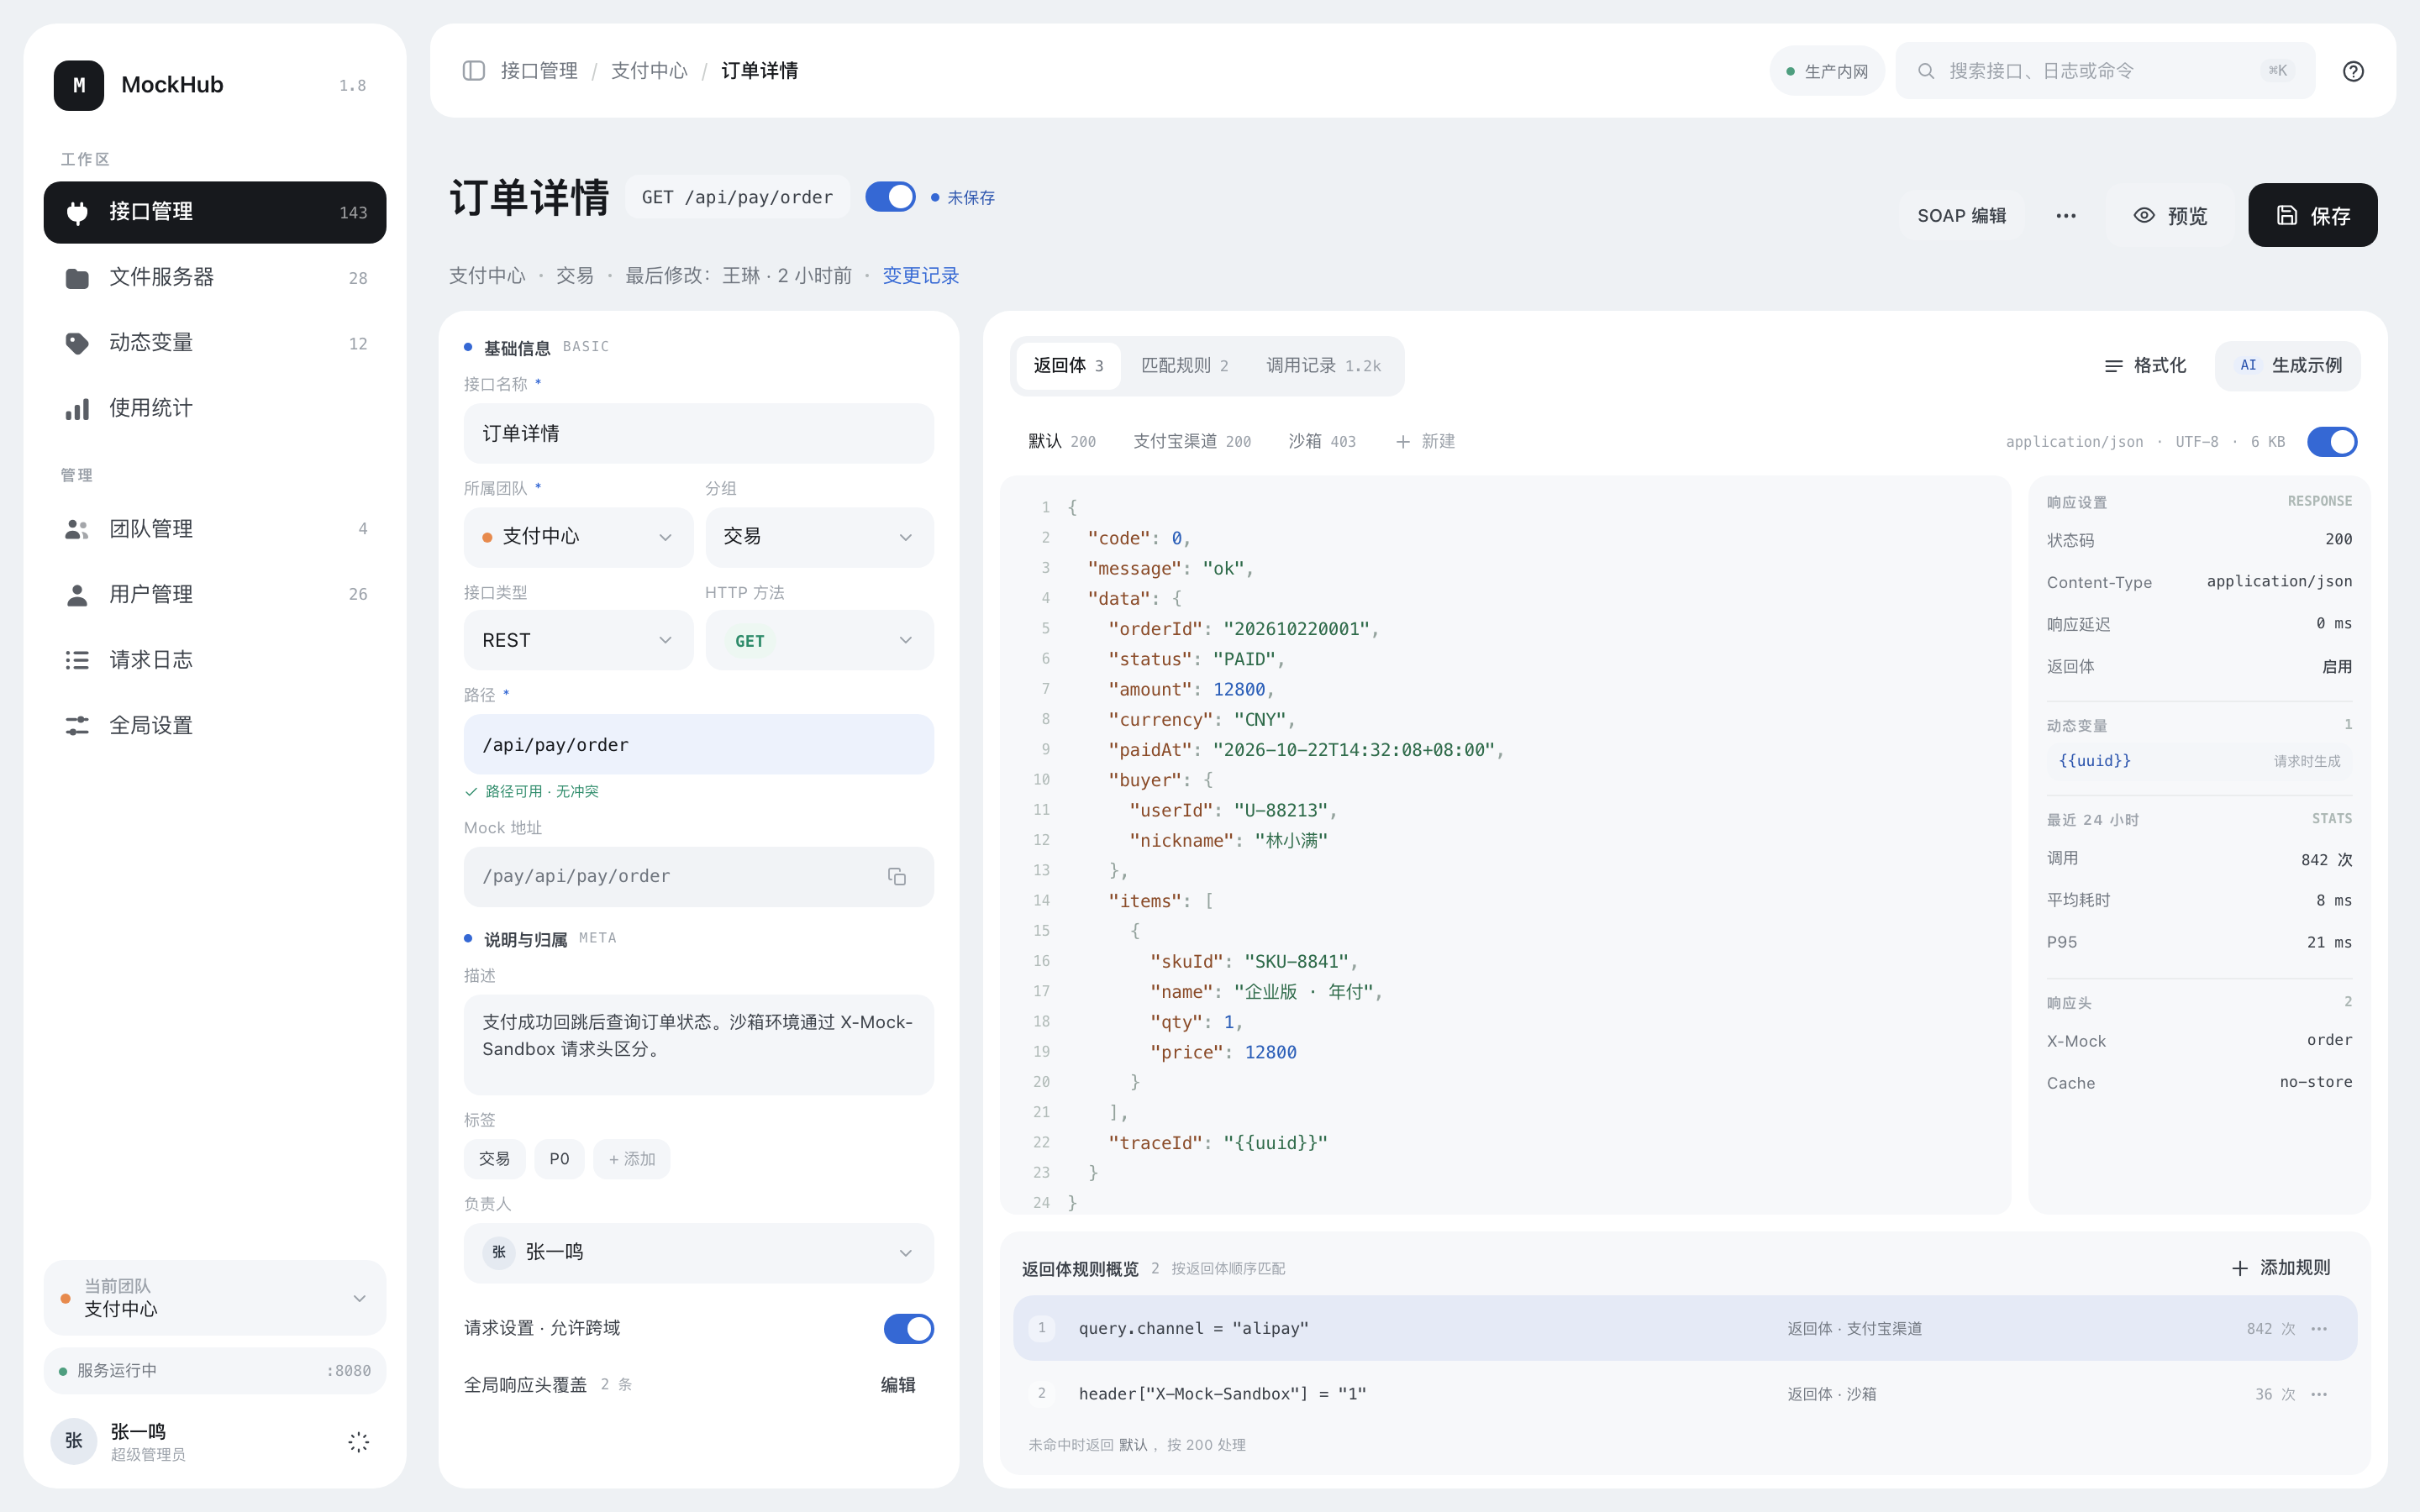 M MockHub 1.8
工作区
接口管理 143
文件服务器 28
动态变量 12
使用统计
管理
团队管理 4
用户管理 26
请求日志
全局设置
当前团队
支付中心
服务运行中 :8080
张 张一鸣
超级管理员
接口管理 / 支付中心 / 订单详情
生产内网
搜索接口、日志或命令 ⌘K
订单详情 GET /api/pay/order 未保存
SOAP 编辑 ··· 预览 保存
支付中心 · 交易 · 最后修改：王琳 · 2 小时前 · 变更记录
基础信息 BASIC
接口名称 *
订单详情
所属团队 * 分组
支付中心 交易
接口类型 HTTP 方法
REST GET
路径 *
/api/pay/order
路径可用 · 无冲突
Mock 地址
/pay/api/pay/order
说明与归属 META
描述
支付成功回跳后查询订单状态。沙箱环境通过 X-Mock-
Sandbox 请求头区分。
标签
交易 P0 + 添加
负责人
张 张一鸣
请求设置 · 允许跨域
全局响应头覆盖 2 条 编辑
返回体 3 匹配规则 2 调用记录 1.2k
格式化 AI 生成示例
默认 200 支付宝渠道 200 沙箱 403 + 新建
application/json · UTF-8 · 6 KB
1 {
2 "code": 0,
3 "message": "ok",
4 "data": {
5 "orderId": "202610220001",
6 "status": "PAID",
7 "amount": 12800,
8 "currency": "CNY",
9 "paidAt": "2026-10-22T14:32:08+08:00",
10 "buyer": {
11 "userId": "U-88213",
12 "nickname": "林小满"
13 },
14 "items": [
15 {
16 "skuId": "SKU-8841",
17 "name": "企业版 · 年付",
18 "qty": 1,
19 "price": 12800
20 }
21 ],
22 "traceId": "{{uuid}}"
23 }
24 }
响应设置 RESPONSE
状态码 200
Content-Type application/json
响应延迟 0 ms
返回体 启用
动态变量 1
{{uuid}} 请求时生成
最近 24 小时 STATS
调用 842 次
平均耗时 8 ms
P95 21 ms
响应头 2
X-Mock order
Cache no-store
返回体规则概览 2 按返回体顺序匹配
+ 添加规则
1 query.channel = "alipay" 返回体 · 支付宝渠道 842 次 ···
2 header["X-Mock-Sandbox"] = "1" 返回体 · 沙箱 36 次 ···
未命中时返回 默认 ，按 200 处理